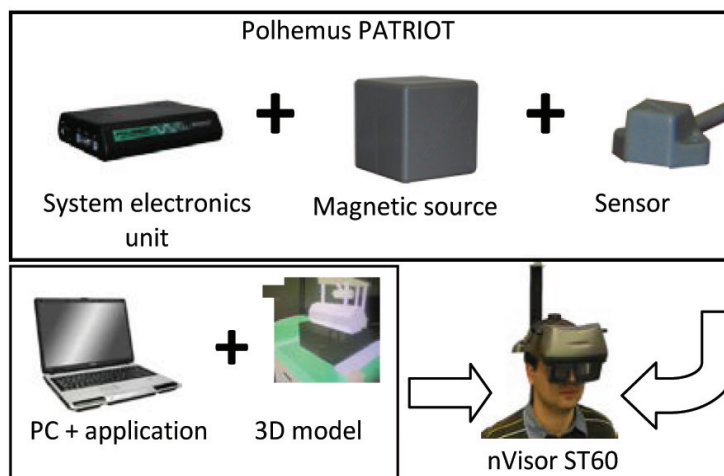 Polhemus PATRIOT
System electronics
unit
Magnetic source
Sensor
PC + application
3D model
nVisor ST60